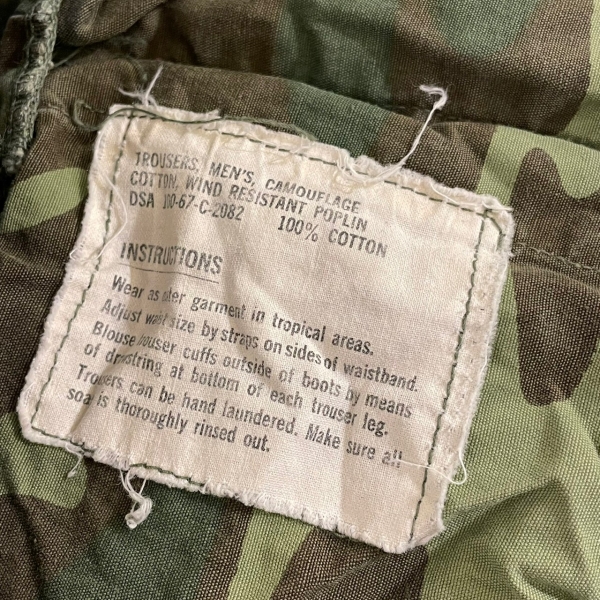 TROUSERS, MEN'S, CAMOUFLAGE
COTTON, WIND RESISTANT POPLIN
DSA 100-67-C-2082 100% COTTON
INSTRUCTIONS
Wear as outer garment in tropical areas.
Adjust waist size by straps on sides of waistband.
Blouse trouser cuffs outside of boots by means
of drawstring at bottom of each trouser leg.
Trousers can be hand laundered. Make sure all
soap is thoroughly rinsed out.